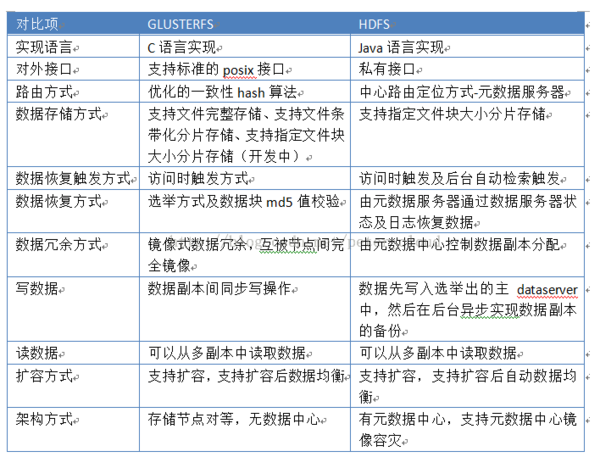 对比项 GLUSTERFS HDFS
实现语言 C 语言实现 Java 语言实现
对外接口 支持标准的 posix 接口 私有接口
路由方式 优化的一致性 hash 算法 中心路由定位方式-元数据服务器
数据存储方式 支持文件完整存储、支持文件条 支持指定文件块大小分片存储
带化分片存储、支持指定文件块
大小分片存储（开发中）
数据恢复触发方式 访问时触发方式 访问时触发及后台自动检索触发
数据恢复方式 选举方式及数据块 md5 值校验 由元数据服务器通过数据服务器状
态及日志恢复数据
数据冗余方式 镜像式数据冗余，互备节点间完 由元数据中心控制数据副本分配
全镜像
写数据 数据副本间同步写操作 数据先写入选举出的主 dataserver
中，然后在后台异步实现数据副本
的备份
读数据 可以从多副本中读取数据 可以从多副本中读取数据
扩容方式 支持扩容，支持扩容后数据均衡 支持扩容，支持扩容后自动数据均
衡
架构方式 存储节点对等，无数据中心 有元数据中心，支持元数据中心镜
像容灾